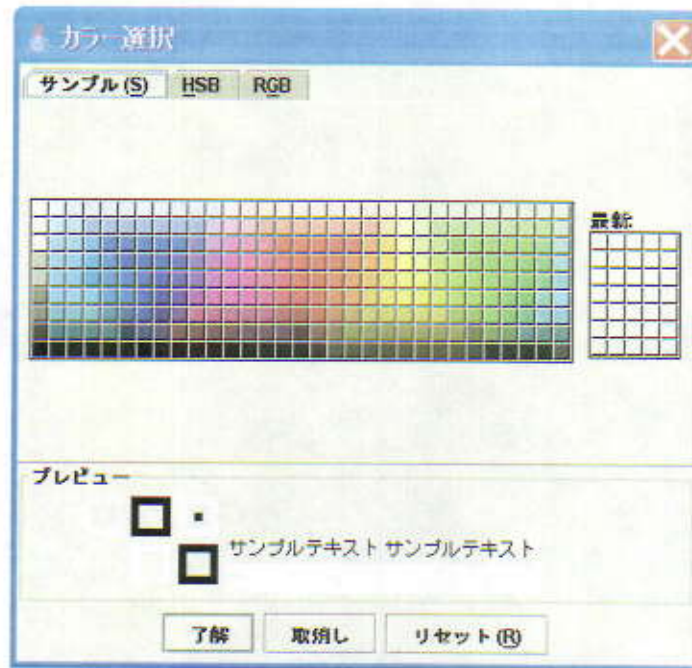 カラー選択
サンプル(S) HSB RGB
最新:
プレビュー
サンプルテキスト サンプルテキスト
了解 取消し リセット(R)